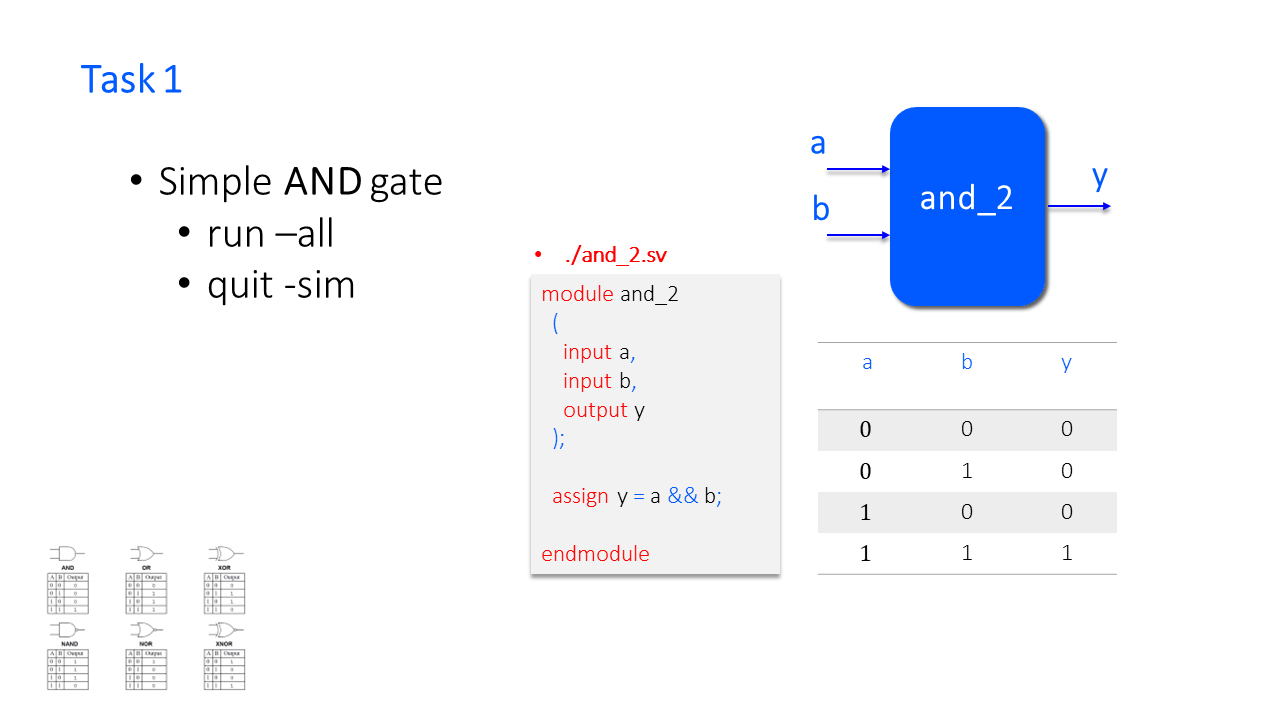 Task 1
• Simple AND gate
• run –all
• quit -sim
• ./and_2.sv
module and_2
(
input a,
input b,
output y
);
assign y = a && b;
endmodule
a
b
and_2
y
a b y
0 0 0
0 1 0
1 0 0
1 1 1
AND OR XOR
A B Output A B Output A B Output
0 0 0 0 0 0 0 0 0
0 1 0 0 1 1 0 1 1
1 0 0 1 0 1 1 0 1
1 1 1 1 1 1 1 1 0
NAND NOR XNOR
A B Output A B Output A B Output
0 0 1 0 0 1 0 0 1
0 1 1 0 1 0 0 1 0
1 0 1 1 0 0 1 0 0
1 1 0 1 1 0 1 1 1